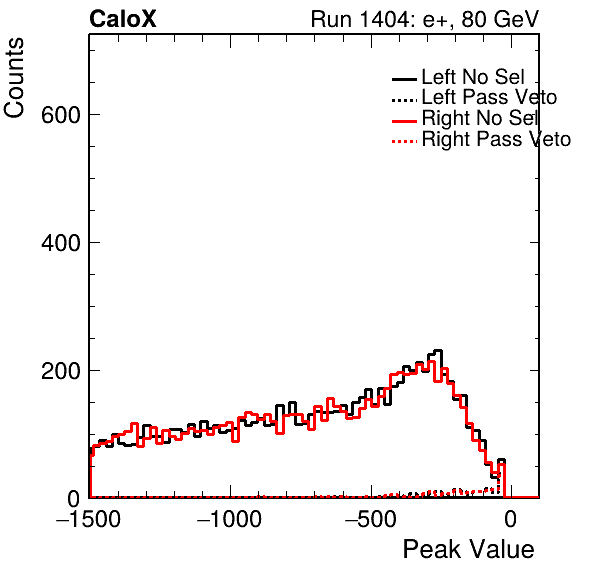 CaloX Run 1404: e+, 80 GeV
Counts
Left No Sel
Left Pass Veto
Right No Sel
Right Pass Veto
600
400
200
0
−1500 −1000 −500 0
Peak Value